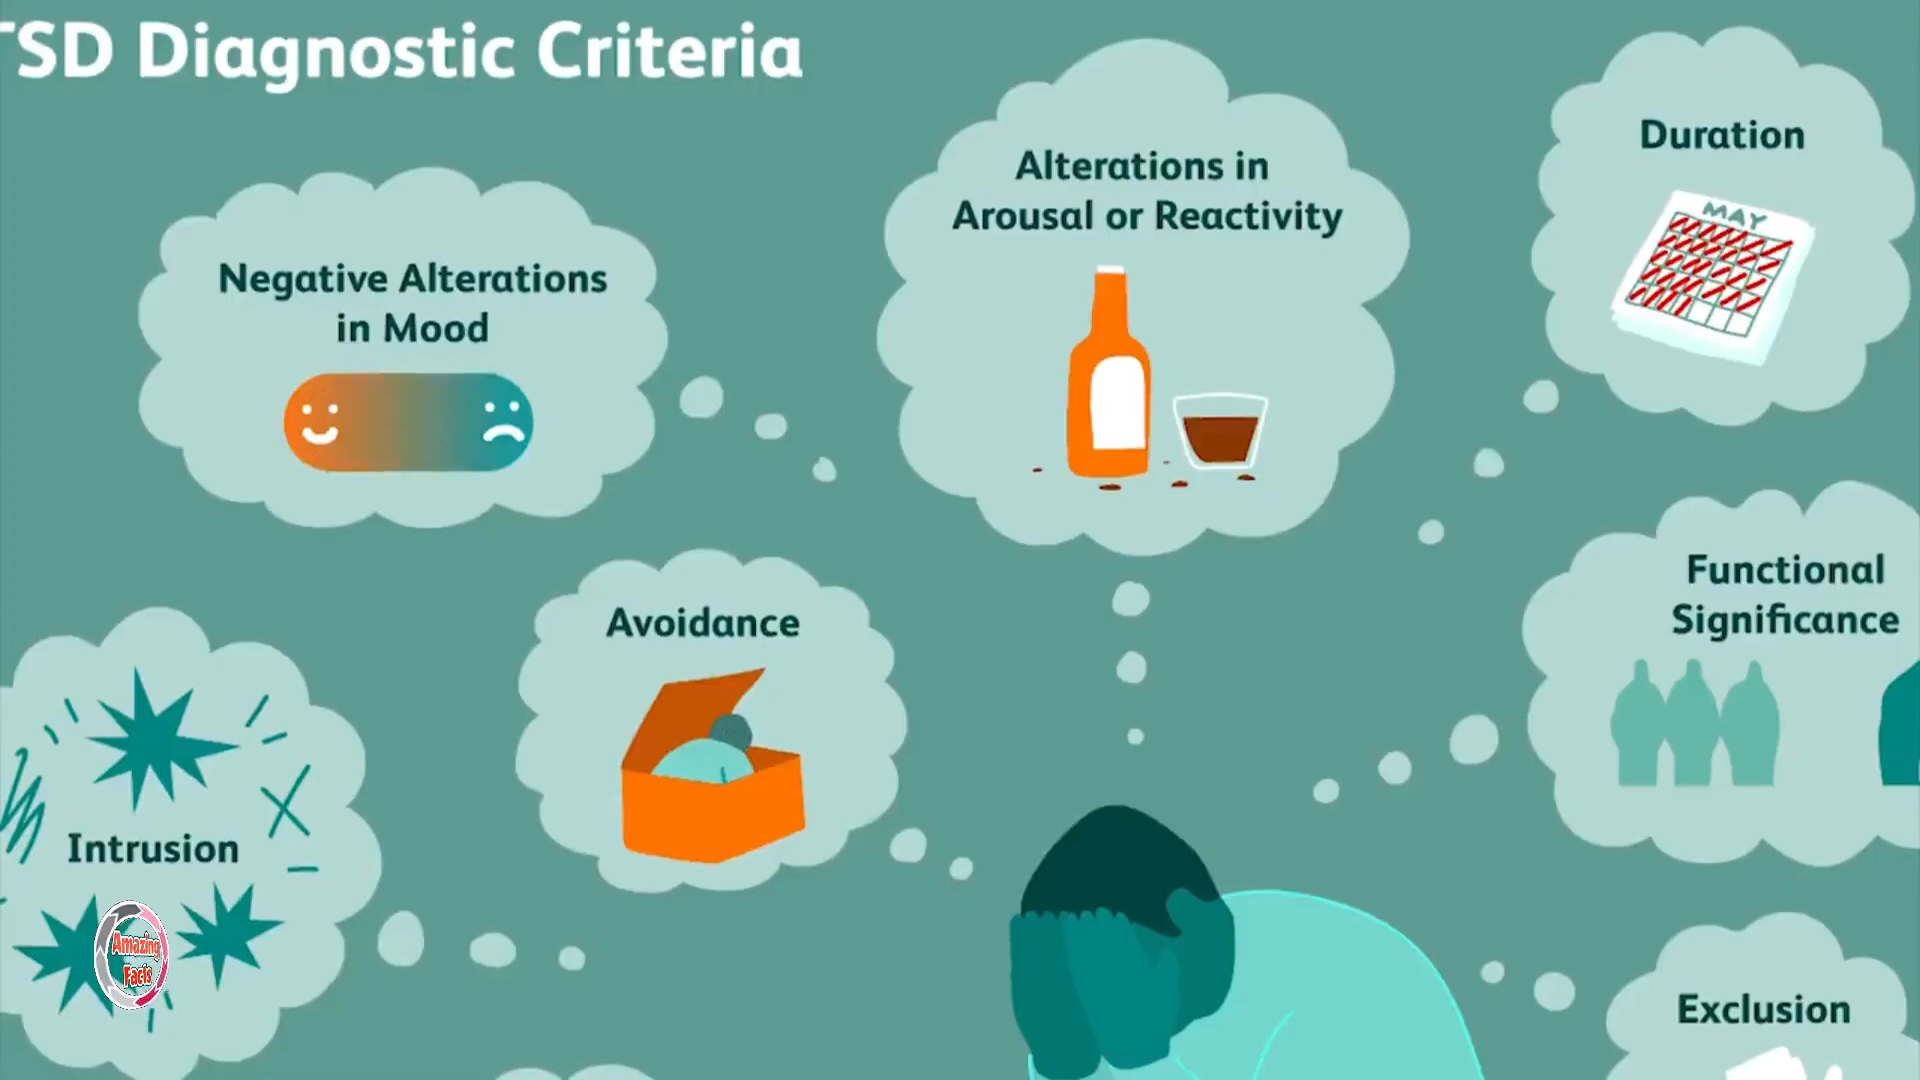 TSD Diagnostic Criteria
Negative Alterations
in Mood
Alterations in
Arousal or Reactivity
Duration
MAY
Avoidance
Functional
Significance
Intrusion
Amazing
Facts
Exclusion